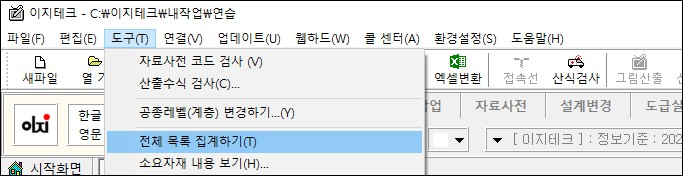 이지테크 - C:\이지테크\내작업\연습
파일(F) 편집(E) 도구(T) 연결(V) 업데이트(U) 웹하드(W) 콜 센터(A) 환경설정(S) 도움말(H)
자료사전 코드 검사 (V)
산출수식 검사(C)...
공종레벨(계층) 변경하기...(Y)
전체 목록 집계하기(T)
소요자재 내용 보기(H)...
새파일 열기 엑셀변환 접속선 산식검사 그림산출
이지 한글 자료사전 설계변경 도급실
영문 [ 이지테크 ] : 정보기준 : 202
시작화면